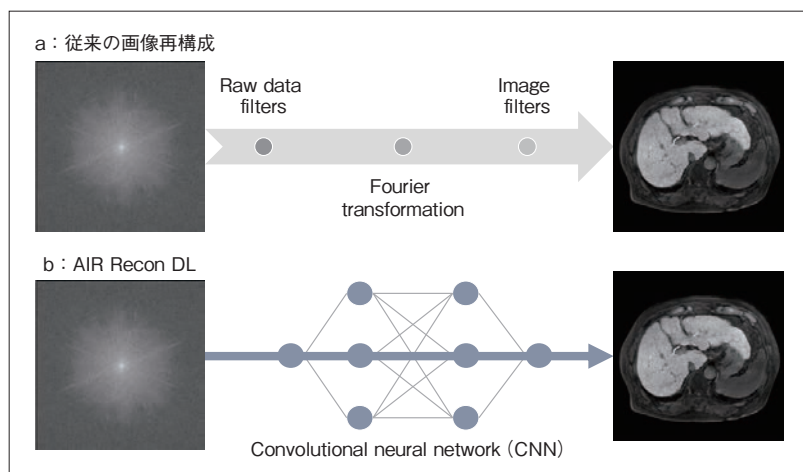 a：従来の画像再構成
Raw data
filters
Image
filters
Fourier
transformation
b：AIR Recon DL
Convolutional neural network（CNN）